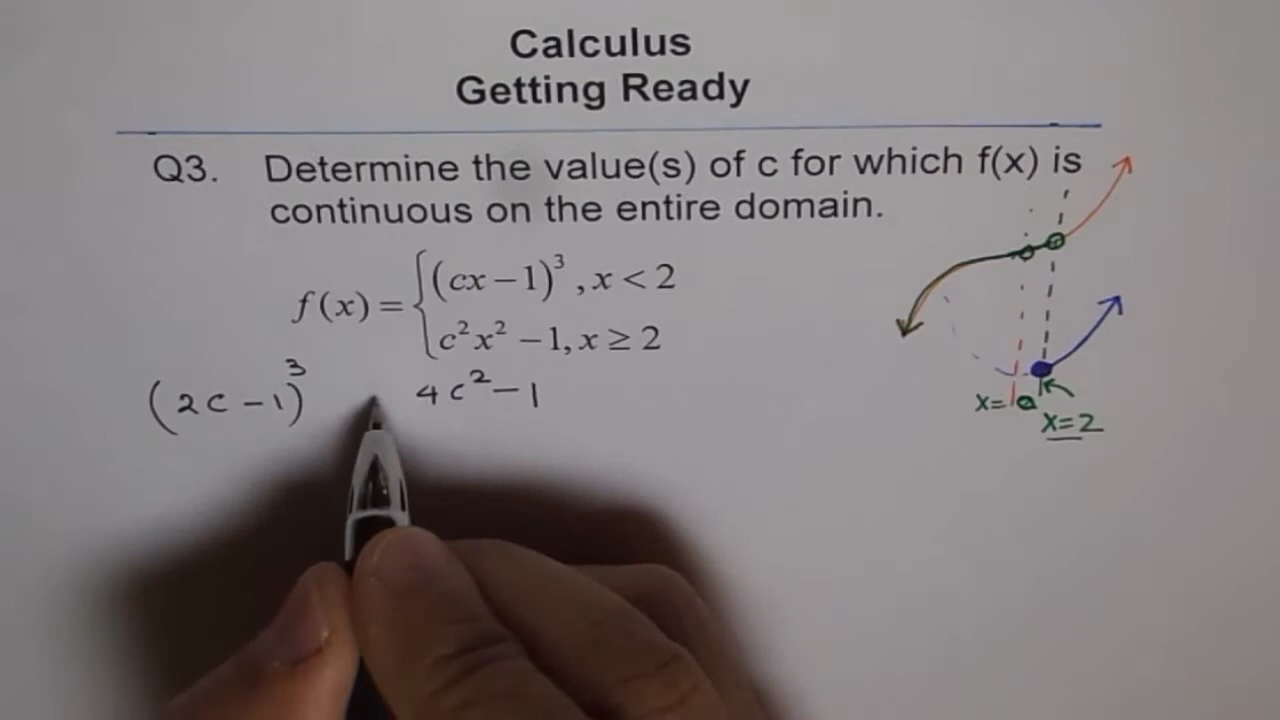 Calculus
Getting Ready
Q3. Determine the value(s) of c for which f(x) is
continuous on the entire domain.
f(x) = { (cx − 1)³, x < 2
c²x² − 1, x ≥ 2
(2c − 1)³ 4c² − 1
x=a
x=2